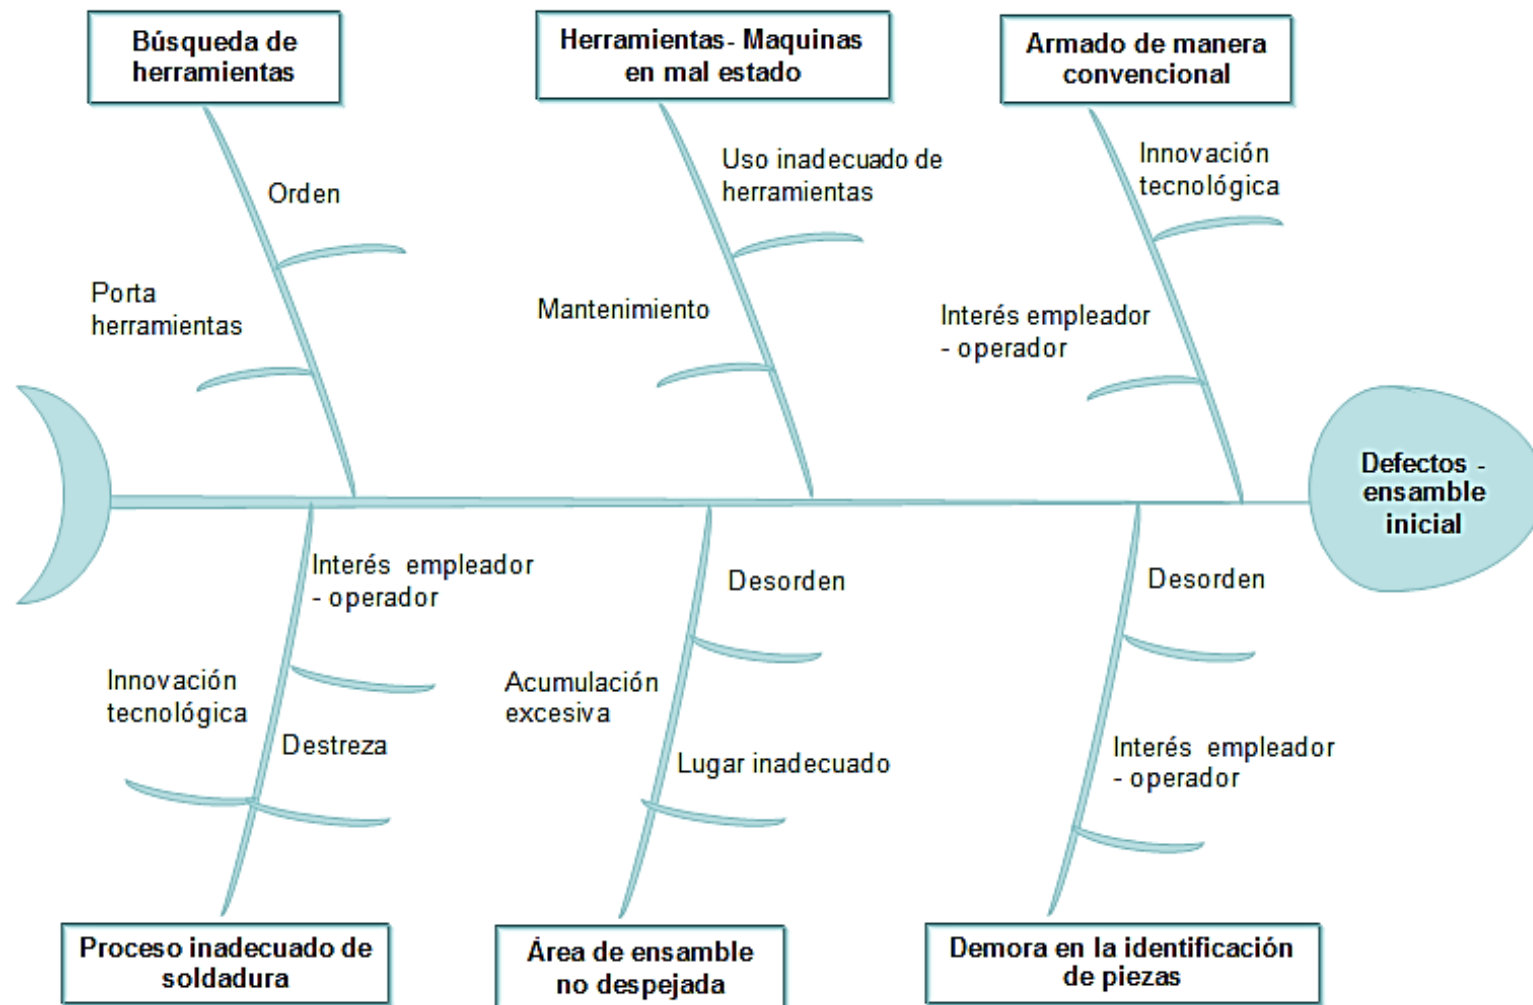 Búsqueda de
herramientas
Herramientas- Maquinas
en mal estado
Armado de manera
convencional
Orden
Porta
herramientas
Uso inadecuado de
herramientas
Mantenimiento
Innovación
tecnológica
Interés empleador
- operador
Defectos -
ensamble
inicial
Interés empleador
- operador
Innovación
tecnológica
Destreza
Desorden
Acumulación
excesiva
Lugar inadecuado
Desorden
Interés empleador
- operador
Proceso inadecuado de
soldadura
Área de ensamble
no despejada
Demora en la identificación
de piezas